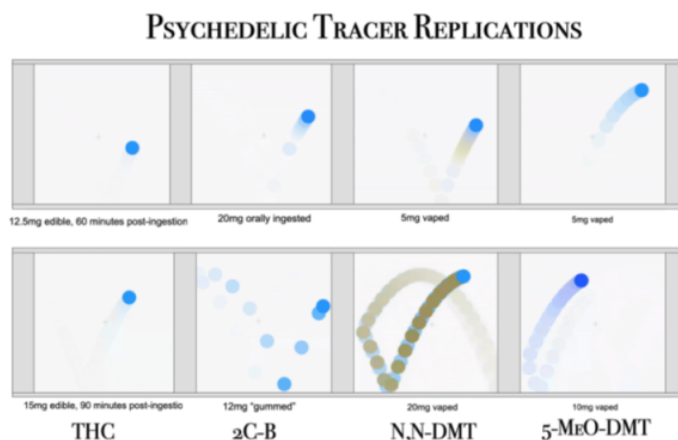 PSYCHEDELIC TRACER REPLICATIONS
12.5mg edible, 60 minutes post-ingestion
20mg orally ingested
5mg vaped
5mg vaped
15mg edible, 90 minutes post-ingestio
12mg "gummed"
20mg vaped
10mg vaped
THC
2C-B
N,N-DMT
5-MEO-DMT